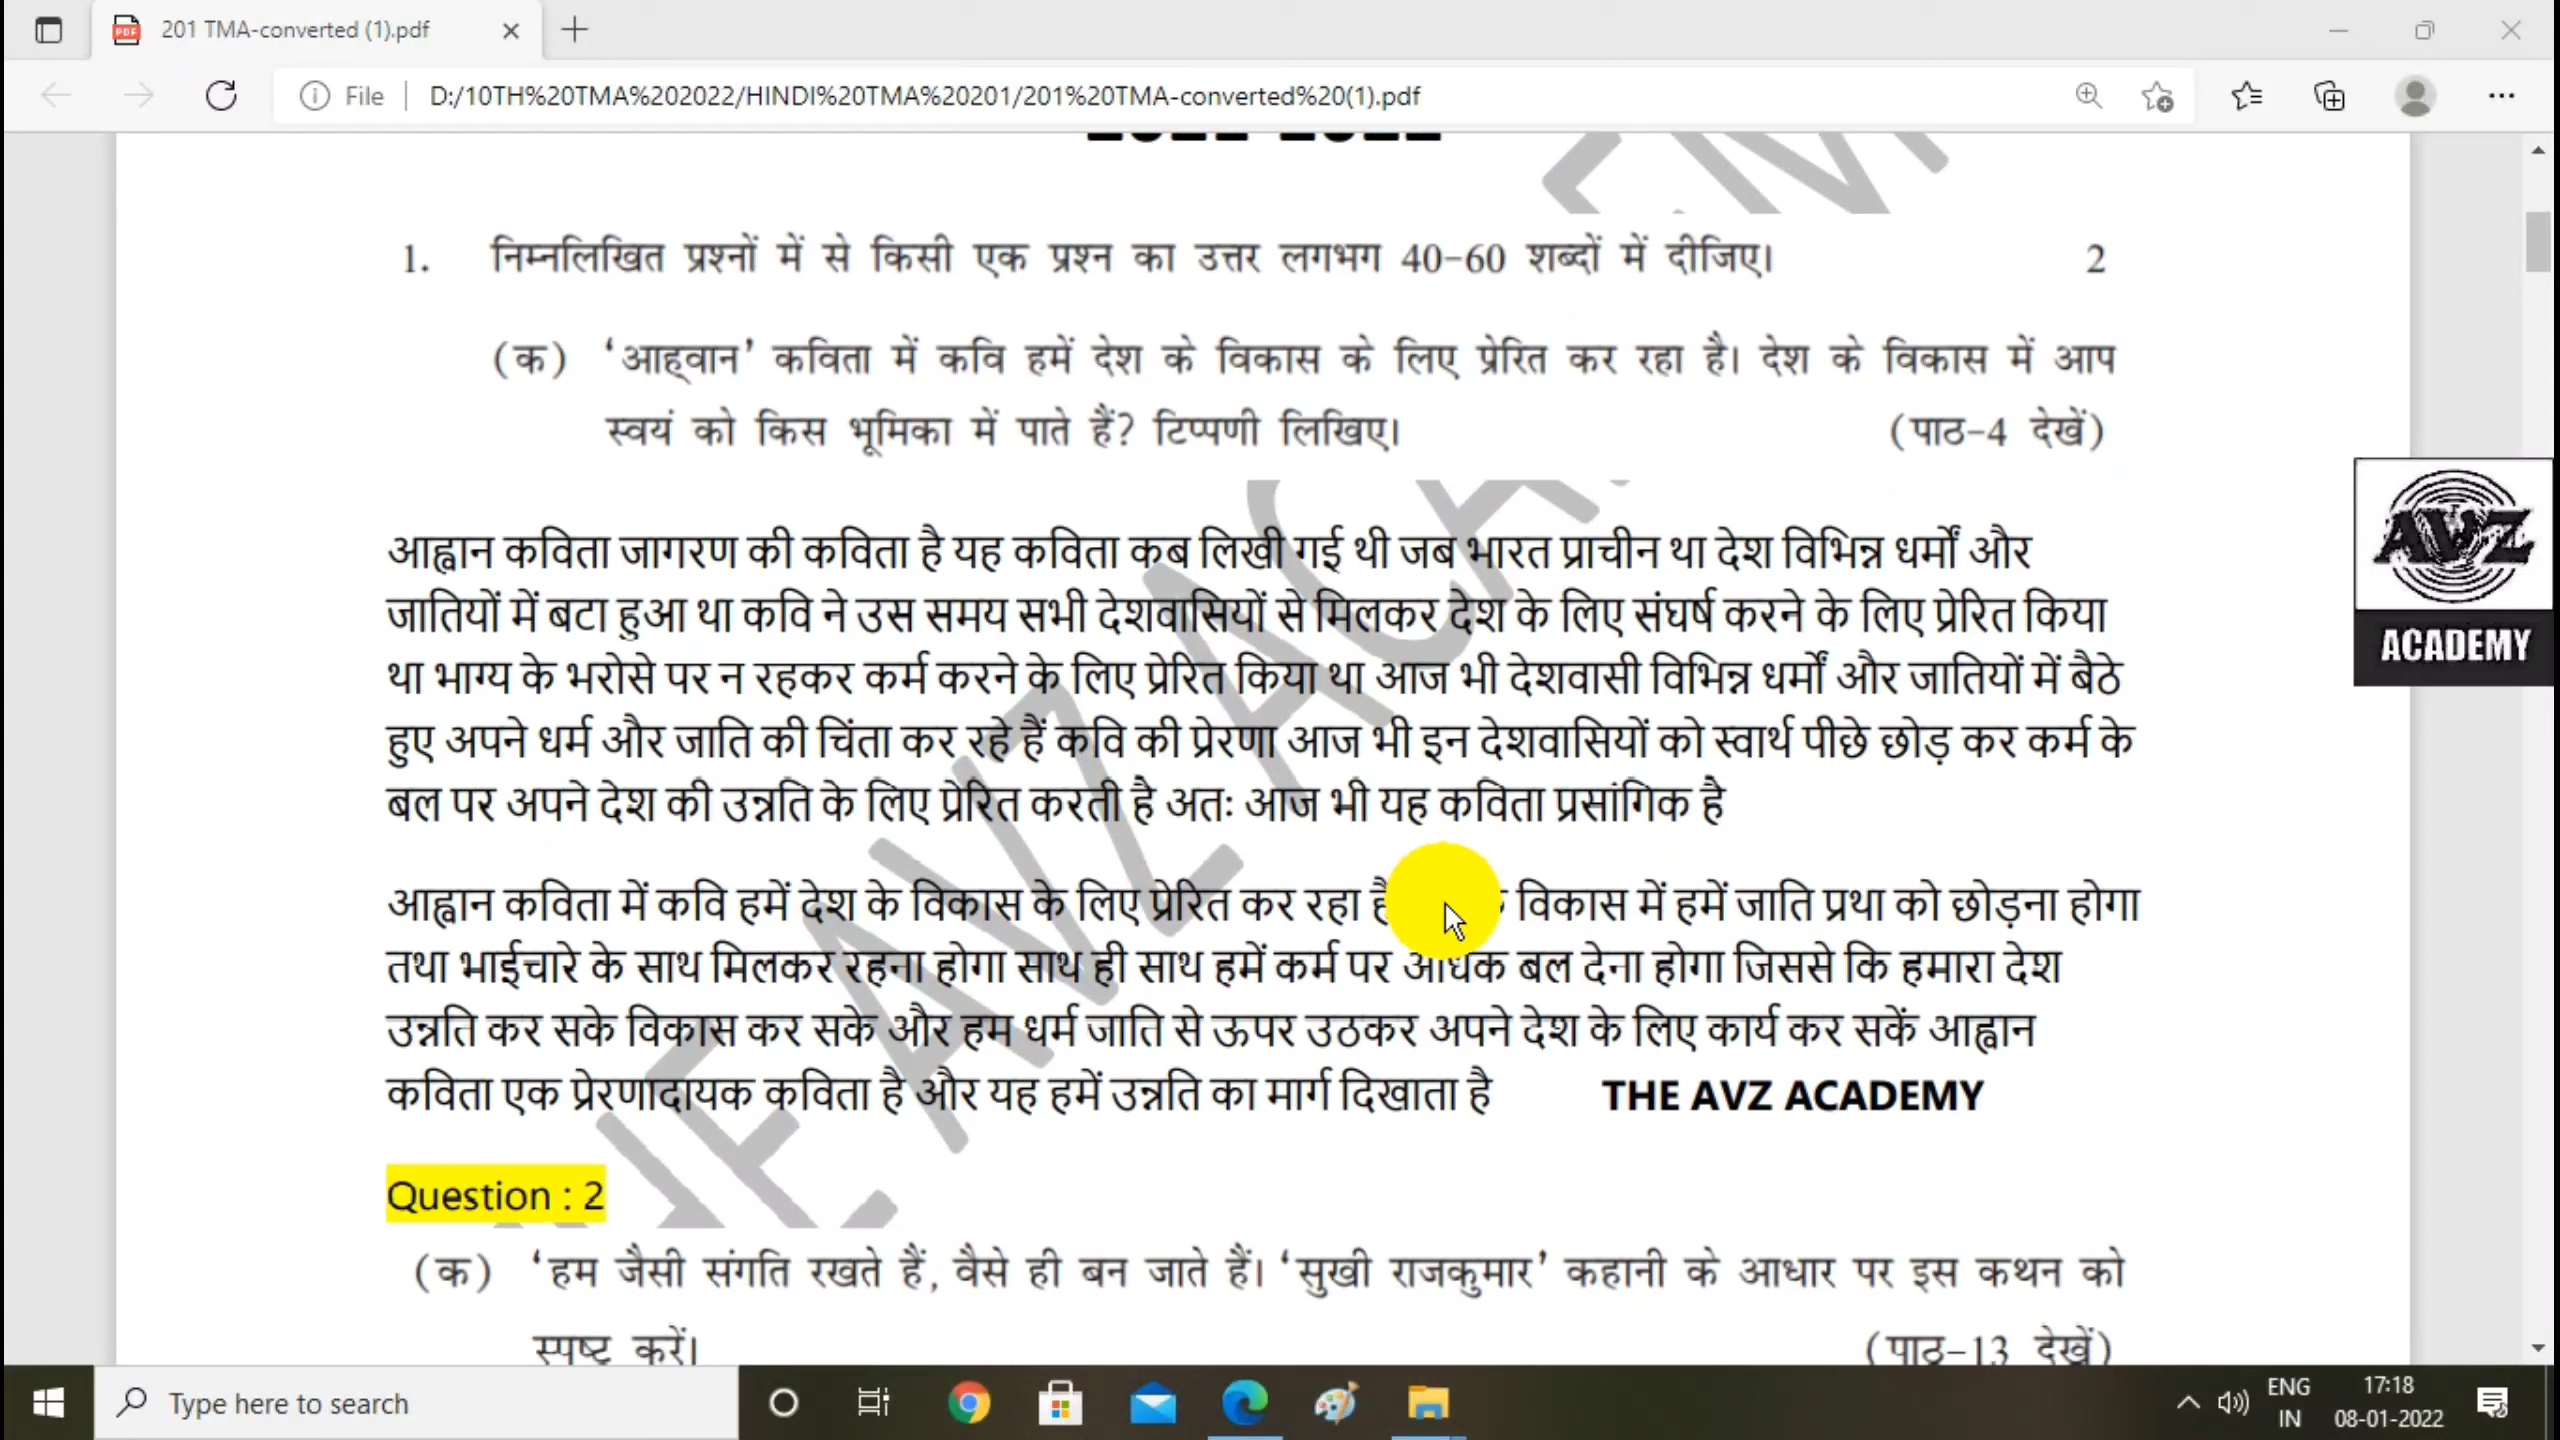 201 TMA-converted (1).pdf
File
D:/10TH%20TMA%202022/HINDI%20TMA%20201/201%20TMA-converted%20(1).pdf
1. निम्नलिखित प्रश्नों में से किसी एक प्रश्न का उत्तर लगभग 40-60 शब्दों में दीजिए। 2
(क) ‘आह्वान’ कविता में कवि हमें देश के विकास के लिए प्रेरित कर रहा है। देश के विकास में आप
स्वयं को किस भूमिका में पाते हैं? टिप्पणी लिखिए। (पाठ-4 देखें)
आह्वान कविता जागरण की कविता है यह कविता कब लिखी गई थी जब भारत प्राचीन था देश विभिन्न धर्मों और
जातियों में बटा हुआ था कवि ने उस समय सभी देशवासियों से मिलकर देश के लिए संघर्ष करने के लिए प्रेरित किया
था भाग्य के भरोसे पर न रहकर कर्म करने के लिए प्रेरित किया था आज भी देशवासी विभिन्न धर्मों और जातियों में बैठे
हुए अपने धर्म और जाति की चिंता कर रहे हैं कवि की प्रेरणा आज भी इन देशवासियों को स्वार्थ पीछे छोड़ कर कर्म के
बल पर अपने देश की उन्नति के लिए प्रेरित करती है अतः आज भी यह कविता प्रसांगिक है
आह्वान कविता में कवि हमें देश के विकास के लिए प्रेरित कर रहा है विकास में हमें जाति प्रथा को छोड़ना होगा
तथा भाईचारे के साथ मिलकर रहना होगा साथ ही साथ हमें कर्म पर अधिक बल देना होगा जिससे कि हमारा देश
उन्नति कर सके विकास कर सके और हम धर्म जाति से ऊपर उठकर अपने देश के लिए कार्य कर सकें आह्वान
कविता एक प्रेरणादायक कविता है और यह हमें उन्नति का मार्ग दिखाता है THE AVZ ACADEMY
Question : 2
(क) ‘हम जैसी संगति रखते हैं, वैसे ही बन जाते हैं। ‘सुखी राजकुमार’ कहानी के आधार पर इस कथन को
स्पष्ट करें। (पाठ-13 देखें)
AVZ
ACADEMY
Type here to search
ENG
IN
17:18
08-01-2022